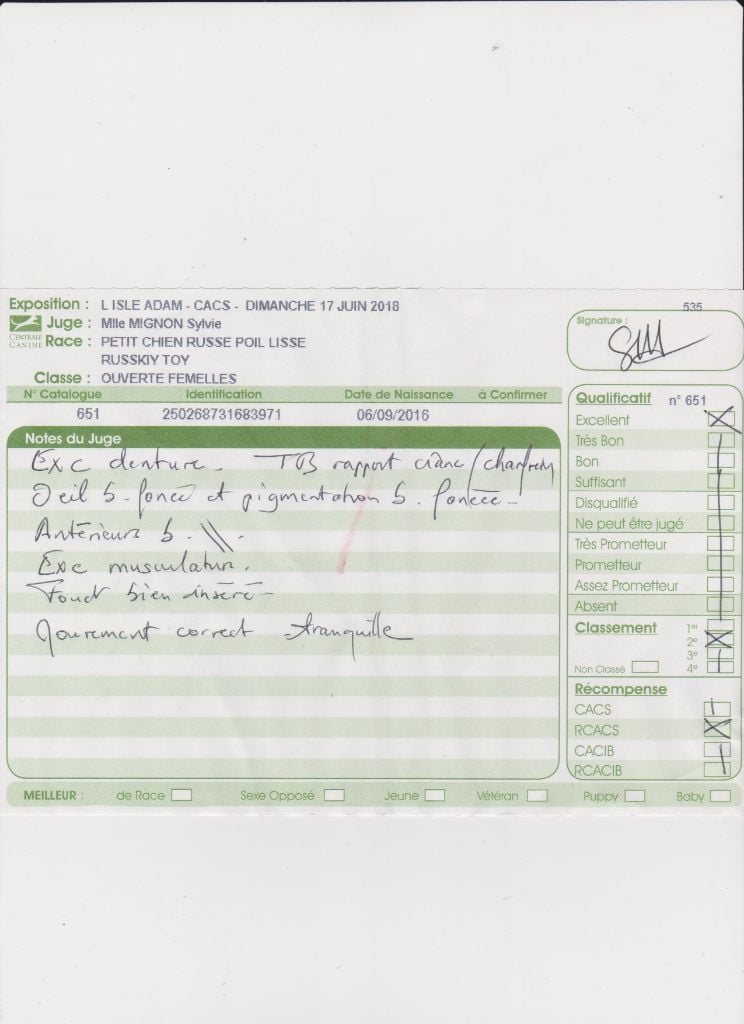 535
Exposition : L ISLE ADAM - CACS - DIMANCHE 17 JUIN 2018
Juge : Mlle MIGNON Sylvie
CENTRALE CANINE
Race : PETIT CHIEN RUSSE POIL LISSE
RUSSKIY TOY
Classe : OUVERTE FEMELLES
Signature :
N° Catalogue Identification Date de Naissance à Confirmer
651 250268731683971 06/09/2016
Notes du Juge
Exc denture. TB rapport crâne/chanfrein
Oeil b. foncé et pigmentation b. foncée-
Antérieurs b. \\.
Exc musculature.
Fouet bien inséré-
correct tranquille
Qualificatif n° 651
Excellent
Très Bon
Bon
Suffisant
Disqualifié
Ne peut être jugé
Très Prometteur
Prometteur
Assez Prometteur
Absent
Classement 1er
2e
3e
Non Classé 4e
Récompense
CACS
RCACS
CACIB
RCACIB
MEILLEUR : de Race Sexe Opposé Jeune Vétéran Puppy Baby